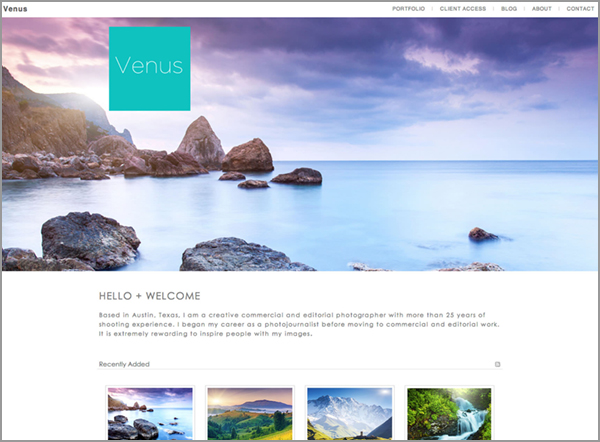 Venus
PORTFOLIO | CLIENT ACCESS | BLOG | ABOUT | CONTACT
Venus
HELLO + WELCOME
Based in Austin, Texas, I am a creative commercial and editorial photographer with more than 25 years of
shooting experience. I began my career as a photojournalist before moving to commercial and editorial work.
It is extremely rewarding to inspire people with my images.
Recently Added